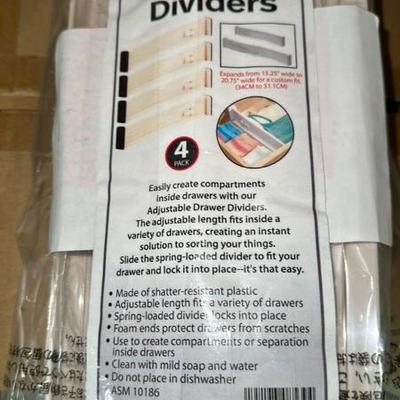 Dividers
Expands from 13.25" wide to
20.75" wide for a custom fit.
(34CM to 53.1CM)
4
PACK
Easily create compartments
inside drawers with our
Adjustable Drawer Dividers.
The adjustable length fits inside a
variety of drawers, creating an instant
solution to sorting your things.
Slide the spring-loaded divider to fit your
drawer and lock it into place--it's that easy.
• Made of shatter-resistant plastic
• Adjustable length fits a variety of drawers
• Spring-loaded divider locks into place
• Foam ends protect drawers from scratches
• Use to create compartments or separation
inside drawers
• Clean with mild soap and water
• Do not place in dishwasher
ASM 10186